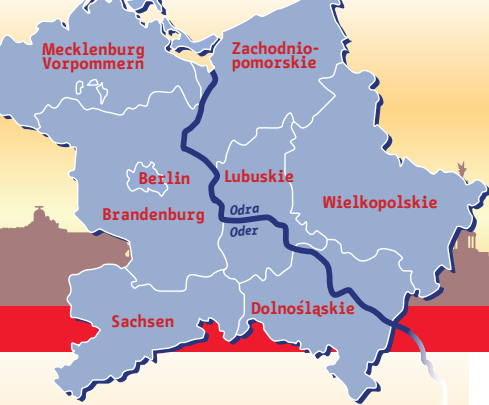 Mecklenburg
Vorpommern
Zachodnio-
pomorskie
Berlin
Lubuskie
Brandenburg
Wielkopolskie
Odra
Oder
Sachsen
Dolnośląskie